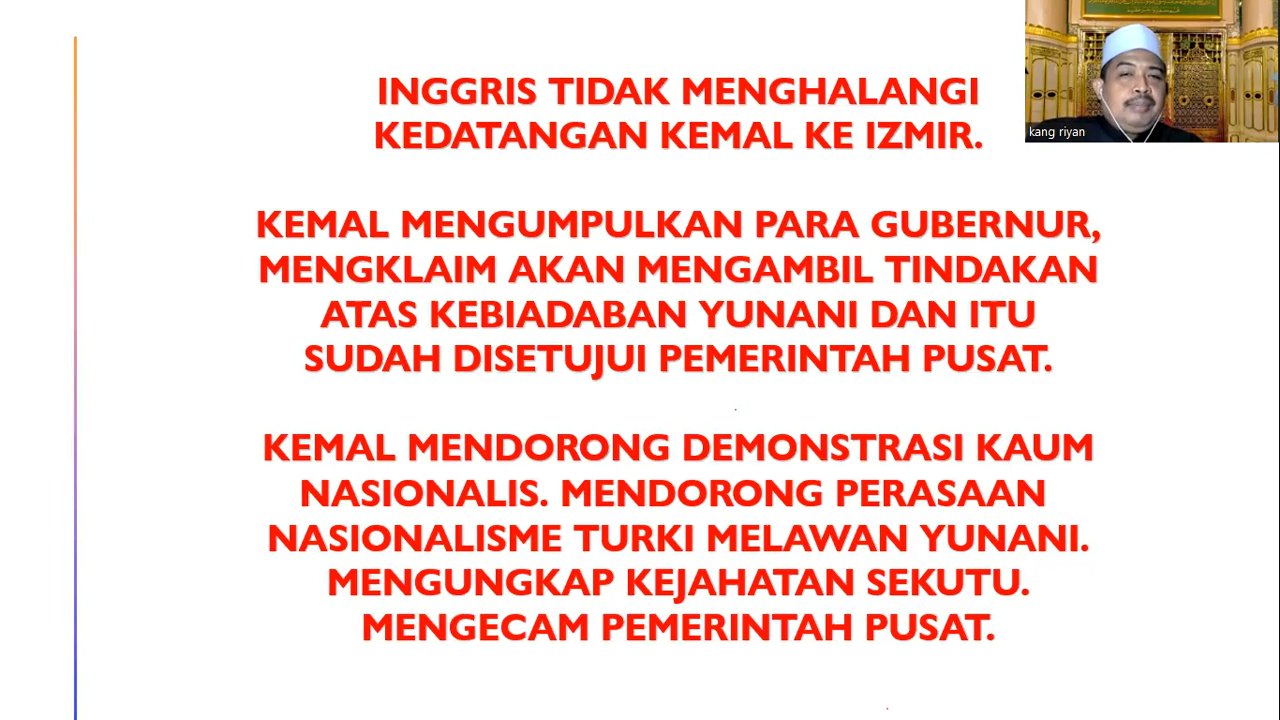 INGGRIS TIDAK MENGHALANGI
KEDATANGAN KEMAL KE IZMIR.
KEMAL MENGUMPULKAN PARA GUBERNUR,
MENGKLAIM AKAN MENGAMBIL TINDAKAN
ATAS KEBIADABAN YUNANI DAN ITU
SUDAH DISETUJUI PEMERINTAH PUSAT.
KEMAL MENDORONG DEMONSTRASI KAUM
NASIONALIS. MENDORONG PERASAAN
NASIONALISME TURKI MELAWAN YUNANI.
MENGUNGKAP KEJAHATAN SEKUTU.
MENGECAM PEMERINTAH PUSAT.
kang riyan